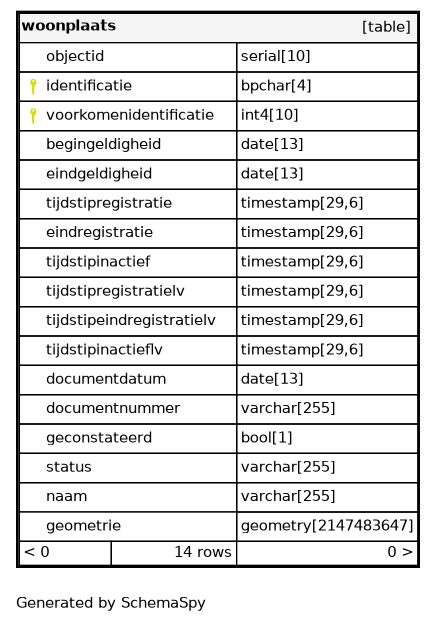 woonplaats [table]
objectid serial[10]
identificatie bpchar[4]
voorkomenidentificatie int4[10]
begingeldigheid date[13]
eindgeldigheid date[13]
tijdstipregistratie timestamp[29,6]
eindregistratie timestamp[29,6]
tijdstipinactief timestamp[29,6]
tijdstipregistratielv timestamp[29,6]
tijdstipeindregistratielv timestamp[29,6]
tijdstipinactieflv timestamp[29,6]
documentdatum date[13]
documentnummer varchar[255]
geconstateerd bool[1]
status varchar[255]
naam varchar[255]
geometrie geometry[2147483647]
< 0 14 rows 0 >
Generated by SchemaSpy